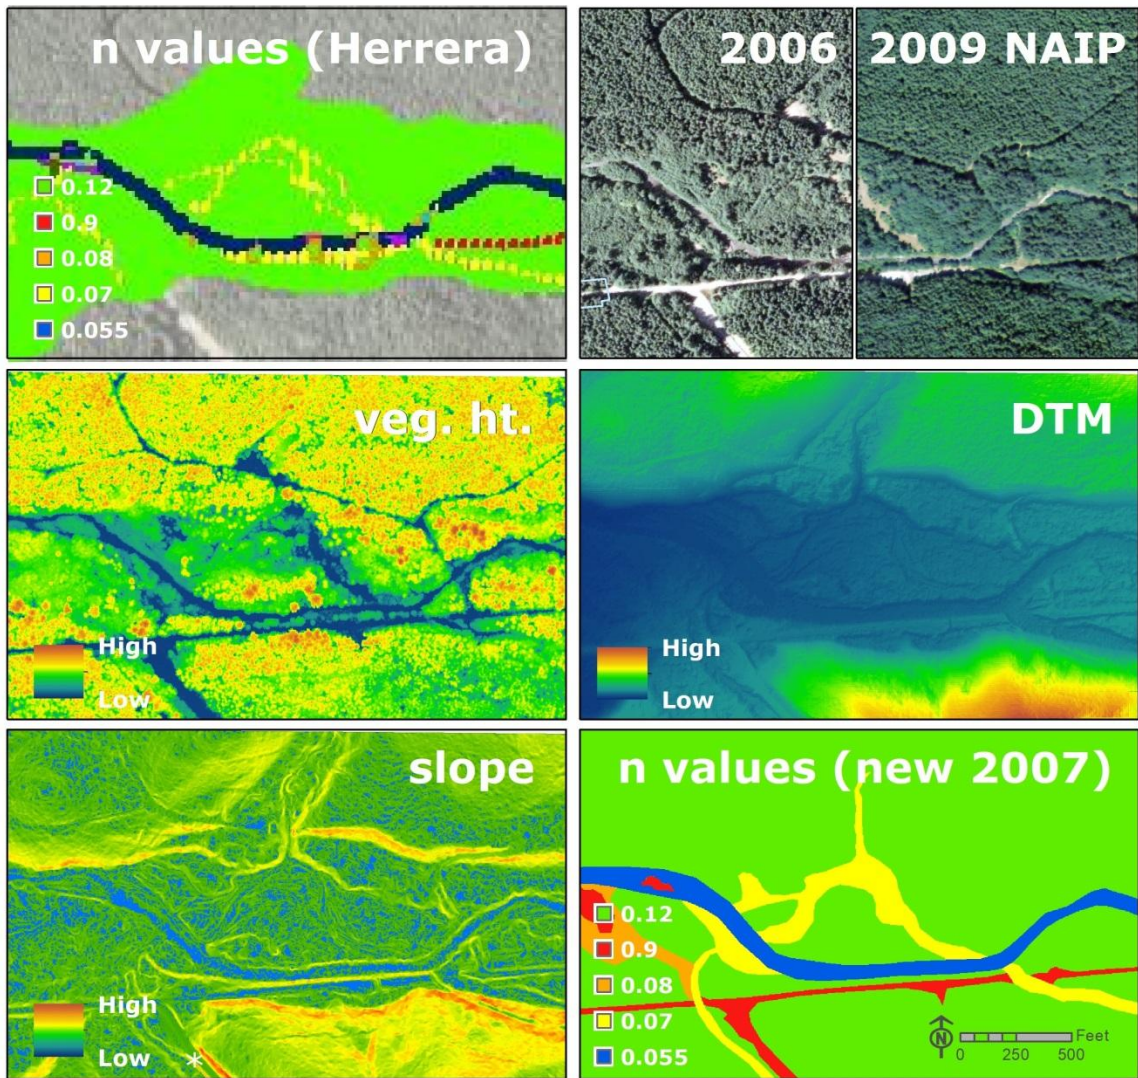 n values (Herrera)
0.12
0.9
0.08
0.07
0.055
2006
2009 NAIP
veg. ht.
High
Low
DTM
High
Low
slope
High
Low *
n values (new 2007)
0.12
0.9
0.08
0.07
0.055
N
Feet
0 250 500